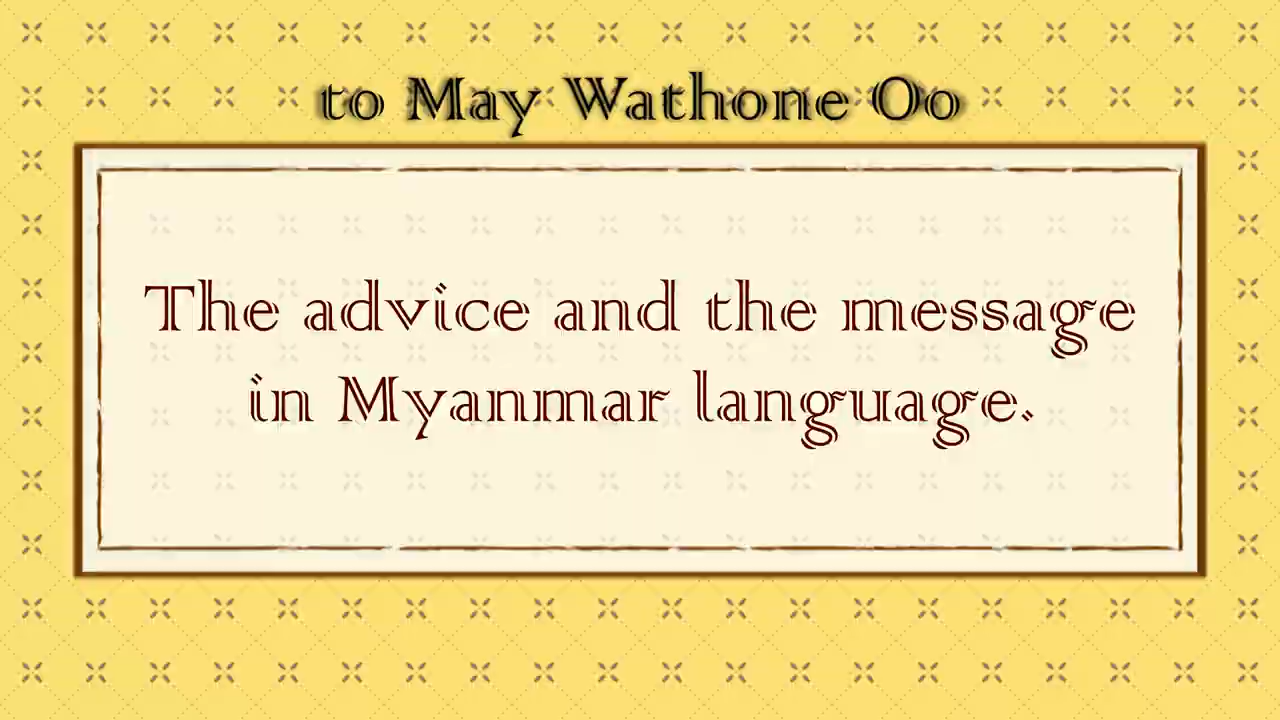 to May Wathone Oo
The advice and the message
in Myanmar language.